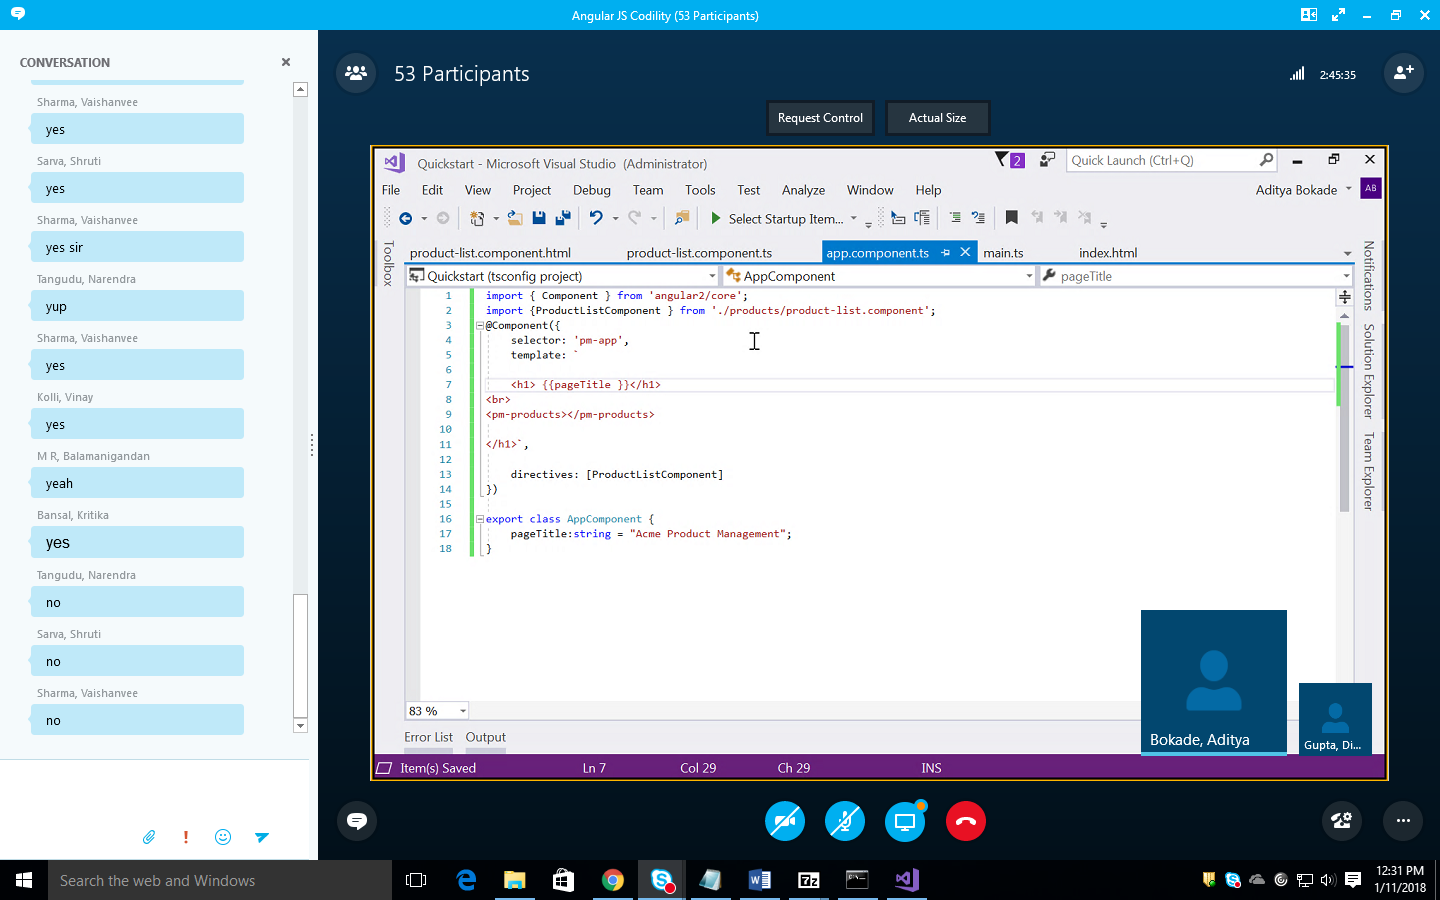 Angular JS Codility (53 Participants)
CONVERSATION
Sharma, Vaishanvee
yes
Sarva, Shruti
yes
Sharma, Vaishanvee
yes sir
Tangudu, Narendra
yup
Sharma, Vaishanvee
yes
Kolli, Vinay
yes
M R, Balamanigandan
yeah
Bansal, Kritika
yes
Tangudu, Narendra
no
Sarva, Shruti
no
Sharma, Vaishanvee
no
53 Participants
2:45:35
Request Control
Actual Size
Quickstart - Microsoft Visual Studio (Administrator)
2
Quick Launch (Ctrl+Q)
File Edit View Project Debug Team Tools Test Analyze Window Help
Aditya Bokade
AB
Select Startup Item...
Toolbox
product-list.component.html product-list.component.ts app.component.ts main.ts index.html
Quickstart (tsconfig project) AppComponent pageTitle
1 import { Component } from 'angular2/core';
2 import {ProductListComponent } from './products/product-list.component';
3 @Component({
4 selector: 'pm-app',
5 template: `
6
7 <h1> {{pageTitle }}</h1>
8 <br>
9 <pm-products></pm-products>
10
11 </h1>`,
12
13 directives: [ProductListComponent]
14 })
15
16 export class AppComponent {
17 pageTitle:string = "Acme Product Management";
18 }
Notifications
Solution Explorer
Team Explorer
83 %
Error List Output
Item(s) Saved Ln 7 Col 29 Ch 29 INS
Bokade, Aditya
Gupta, Di...
Search the web and Windows
12:31 PM
1/11/2018